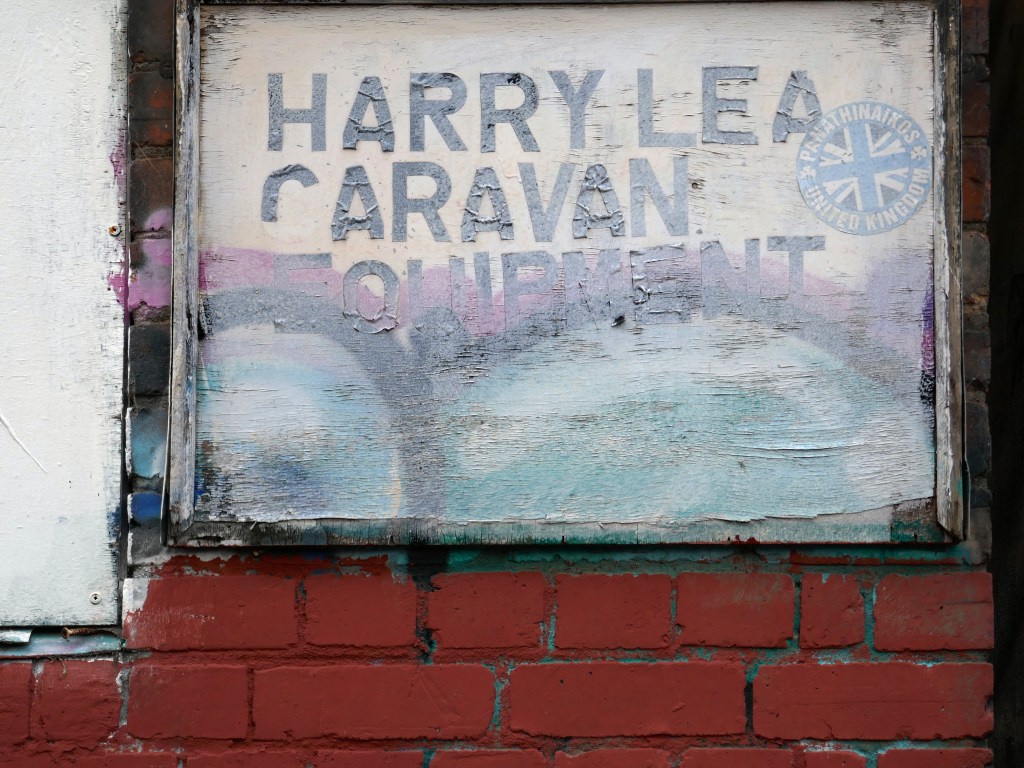 HARRY LEA
CARAVAN
EQUIPMENT
PANATHINAIKOS
UNITED KINGDOM